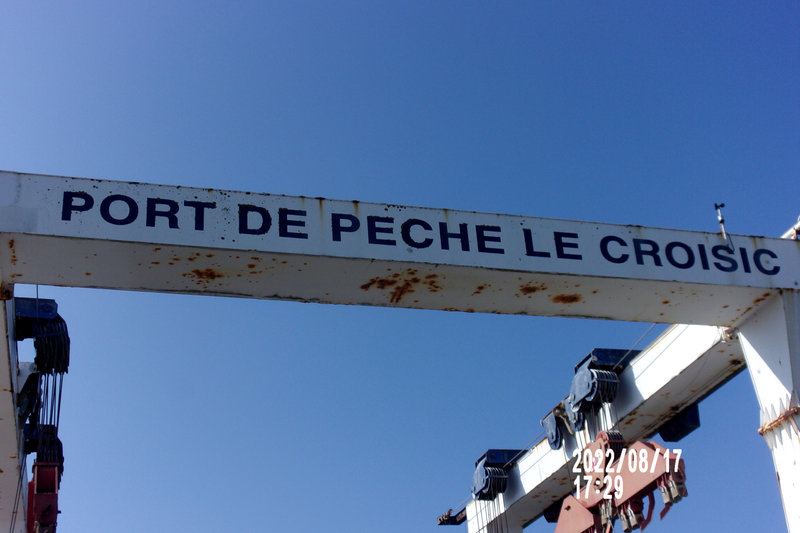 PORT DE PECHE LE CROISIC
2022/08/17
17:29